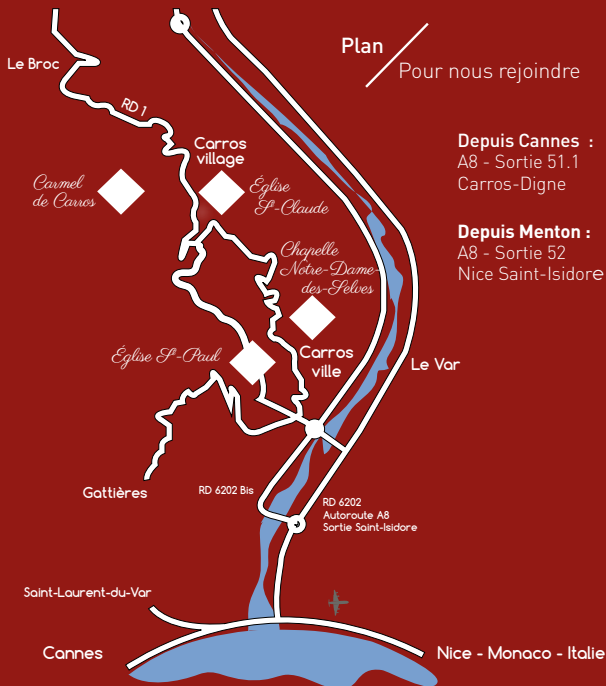 Plan
Pour nous rejoindre
Le Broc
RD 1
Carros
village
Depuis Cannes :
A8 - Sortie 51.1
Carros-Digne
Carmel
de Carros
Église
St-Claude
Depuis Menton :
A8 - Sortie 52
Nice Saint-Isidore
Chapelle
Notre-Dame-
des-Selves
Église St-Paul
Carros
ville
Le Var
Gattières
RD 6202 Bis
RD 6202
Autoroute A8
Sortie Saint-Isidore
Saint-Laurent-du-Var
Cannes
Nice - Monaco - Italie